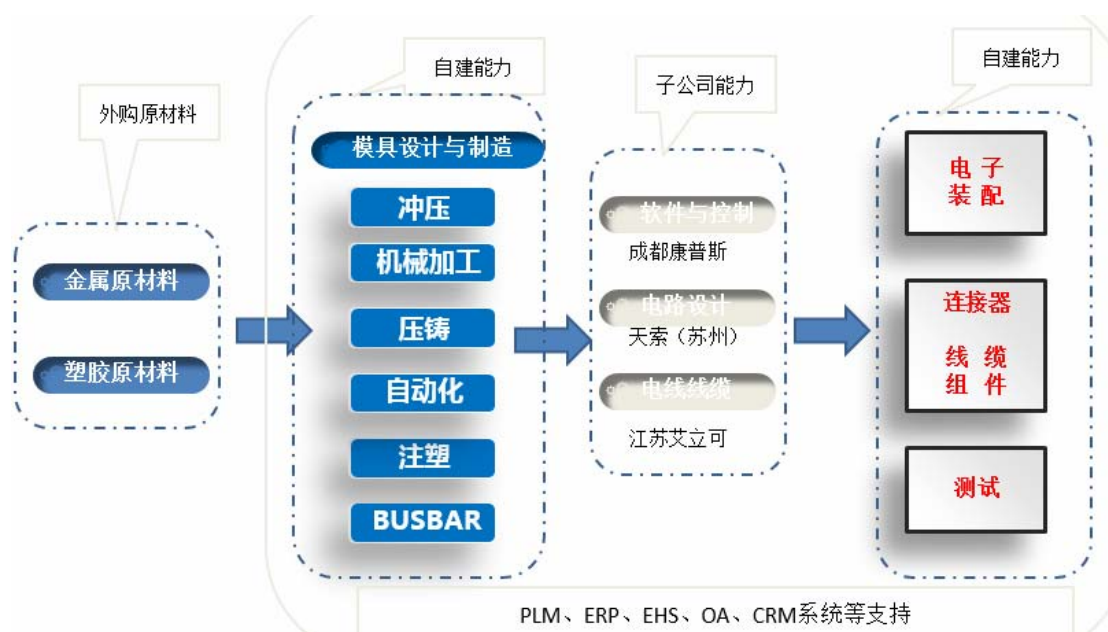 外购原材料
金属原材料
塑胶原材料
自建能力
模具设计与制造
冲压
机械加工
压铸
自动化
注塑
BUSBAR
子公司能力
软件与控制
成都康普斯
电路设计
天索（苏州）
电线线缆
江苏艾立可
自建能力
电 子
装 配
连接器
线 缆
组 件
测试
PLM、ERP、EHS、OA、CRM系统等支持